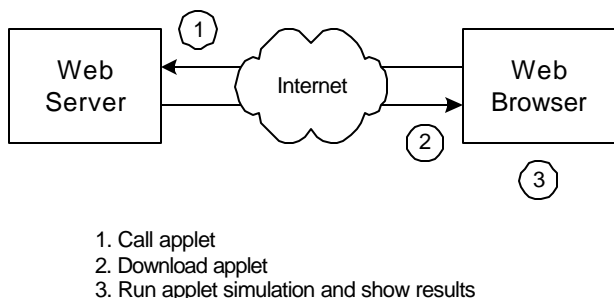 1
Web
Server
Internet
Web
Browser
2
3
1. Call applet
2. Download applet
3. Run applet simulation and show results